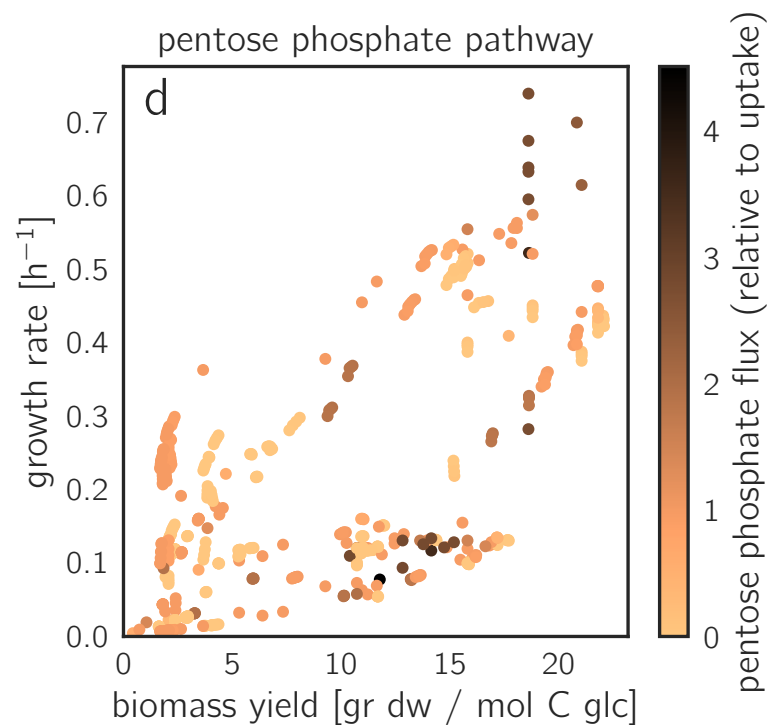 pentose phosphate pathway
d
growth rate [h⁻¹]
0.7
0.6
0.5
0.4
0.3
0.2
0.1
0.0
0 5 10 15 20
biomass yield [gr dw / mol C glc]
4
3
2
1
0
pentose phosphate flux (relative to uptake)